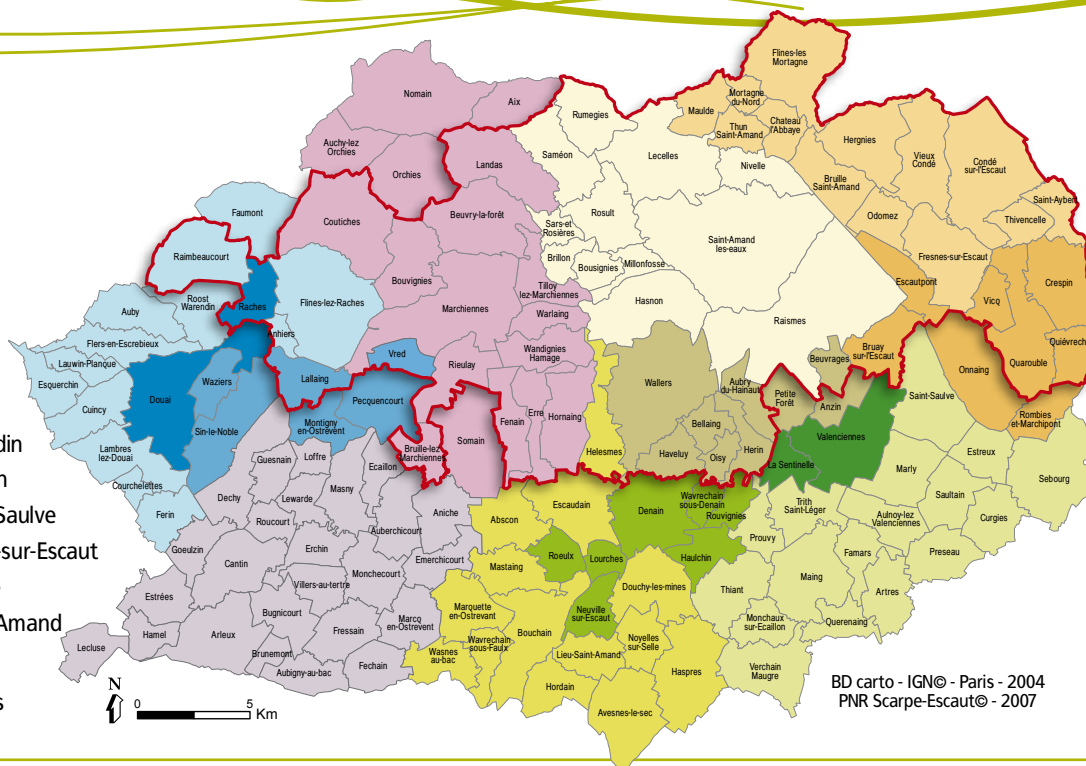 Flines-les
Mortagne
Nomain
Aix
Rumegies
Maulde
Mortagne
du-Nord
Thun
Saint-Amand
Chateau
l'Abbaye
Hergnies
Vieux
Condé
Condé
sur-l'Escaut
Auchy-lez
Orchies
Orchies
Landas
Saméon
Lecelles
Nivelle
Bruille
Saint-Amand
Odomez
Saint-Aybert
Thivencelle
Faumont
Coutiches
Beuvry-la-forêt
Rosult
Sars-et
Rosières
Saint-Amand
les-eaux
Fresnes-sur-Escaut
Raimbeaucourt
Brillon
Bousignies
Millonfosse
Escautpont
Vicq
Crespin
Roost
Warendin
Raches
Flines-lez-Raches
Bouvignies
Marchiennes
Tilloy
lez-Marchiennes
Warlaing
Hasnon
Raismes
Auby
Flers-en-Escrebieux
Anhiers
Quiévrech
Lauwin-Planque
Vred
Rieulay
Wandignies
Hamage
Wallers
Aubry
du-Hainaut
Beuvrages
Bruay
sur-l'Escaut
Onnaing
Quarouble
Esquerchin
Waziers
Lallaing
Pecquencourt
Petite
Forêt
Anzin
Saint-Saulve
Cuincy
Douai
Sin-le-Noble
Montigny
en-Ostrevent
Bruille-lez
Marchiennes
Somain
Fenain
Erre
Hornaing
Helesmes
Bellaing
Haveluy
Oisy
Herin
Valenciennes
La Sentinelle
Rombies
et-Marchipont
Lambres
lez-Douai
Guesnain
Loffre
Ecaillon
Estreux
Marly
Sebourg
din
n
Saulve
-sur-Escaut
Amand
s
Courchelettes
Ferin
Dechy
Lewarde
Masny
Aniche
Abscon
Escaudain
Denain
Wavrechain
sous-Denain
Rouvignies
Trith
Saint-Léger
Aulnoy-lez
Valenciennes
Saultain
Curgies
Roucourt
Auberchicourt
Goeulzin
Cantin
Erchin
Emerchicourt
Mastaing
Roeulx
Lourches
Haulchin
Prouvy
Famars
Preseau
Monchecourt
Villers-au-tertre
Douchy-les-mines
Thiant
Maing
Artres
Estrées
Bugnicourt
Marquette
en-Ostrevant
Neuville
sur-Escaut
Hamel
Arleux
Fressain
Marcq
en-Ostrevent
Wavrechain
sous-Faulx
Bouchain
Noyelles
sur-Selle
Monchaux
sur-Ecaillon
Querenaing
Lecluse
Brunemont
Aubigny-au-bac
Fechain
Wasnes
au-bac
Lieu-Saint-Amand
Haspres
Verchain
Maugre
Hordain
Avesnes-le-sec
N
0 5 Km
BD carto - IGN© - Paris - 2004
PNR Scarpe-Escaut© - 2007